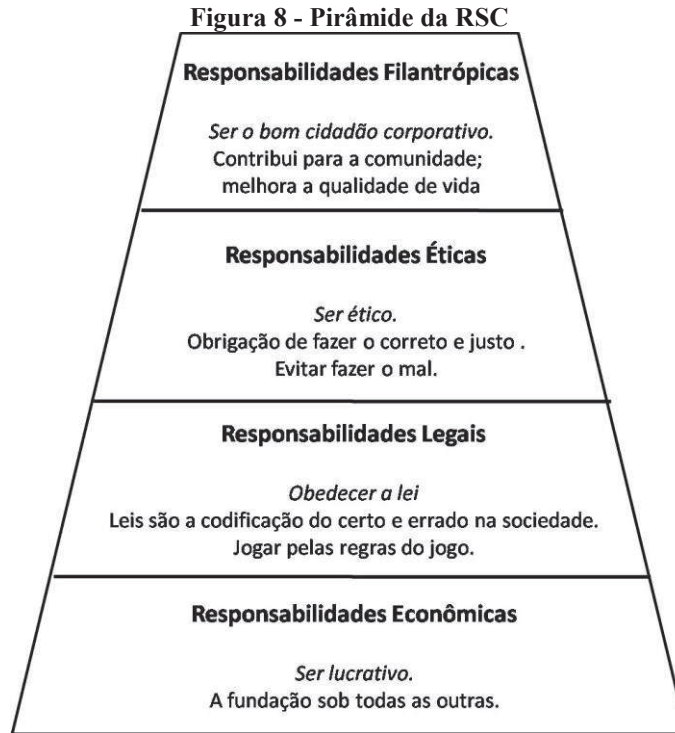 Figura 8 - Pirâmide da RSC
Responsabilidades Filantrópicas
Ser o bom cidadão corporativo.
Contribui para a comunidade;
melhora a qualidade de vida
Responsabilidades Éticas
Ser ético.
Obrigação de fazer o correto e justo .
Evitar fazer o mal.
Responsabilidades Legais
Obedecer a lei
Leis são a codificação do certo e errado na sociedade.
Jogar pelas regras do jogo.
Responsabilidades Econômicas
Ser lucrativo.
A fundação sob todas as outras.